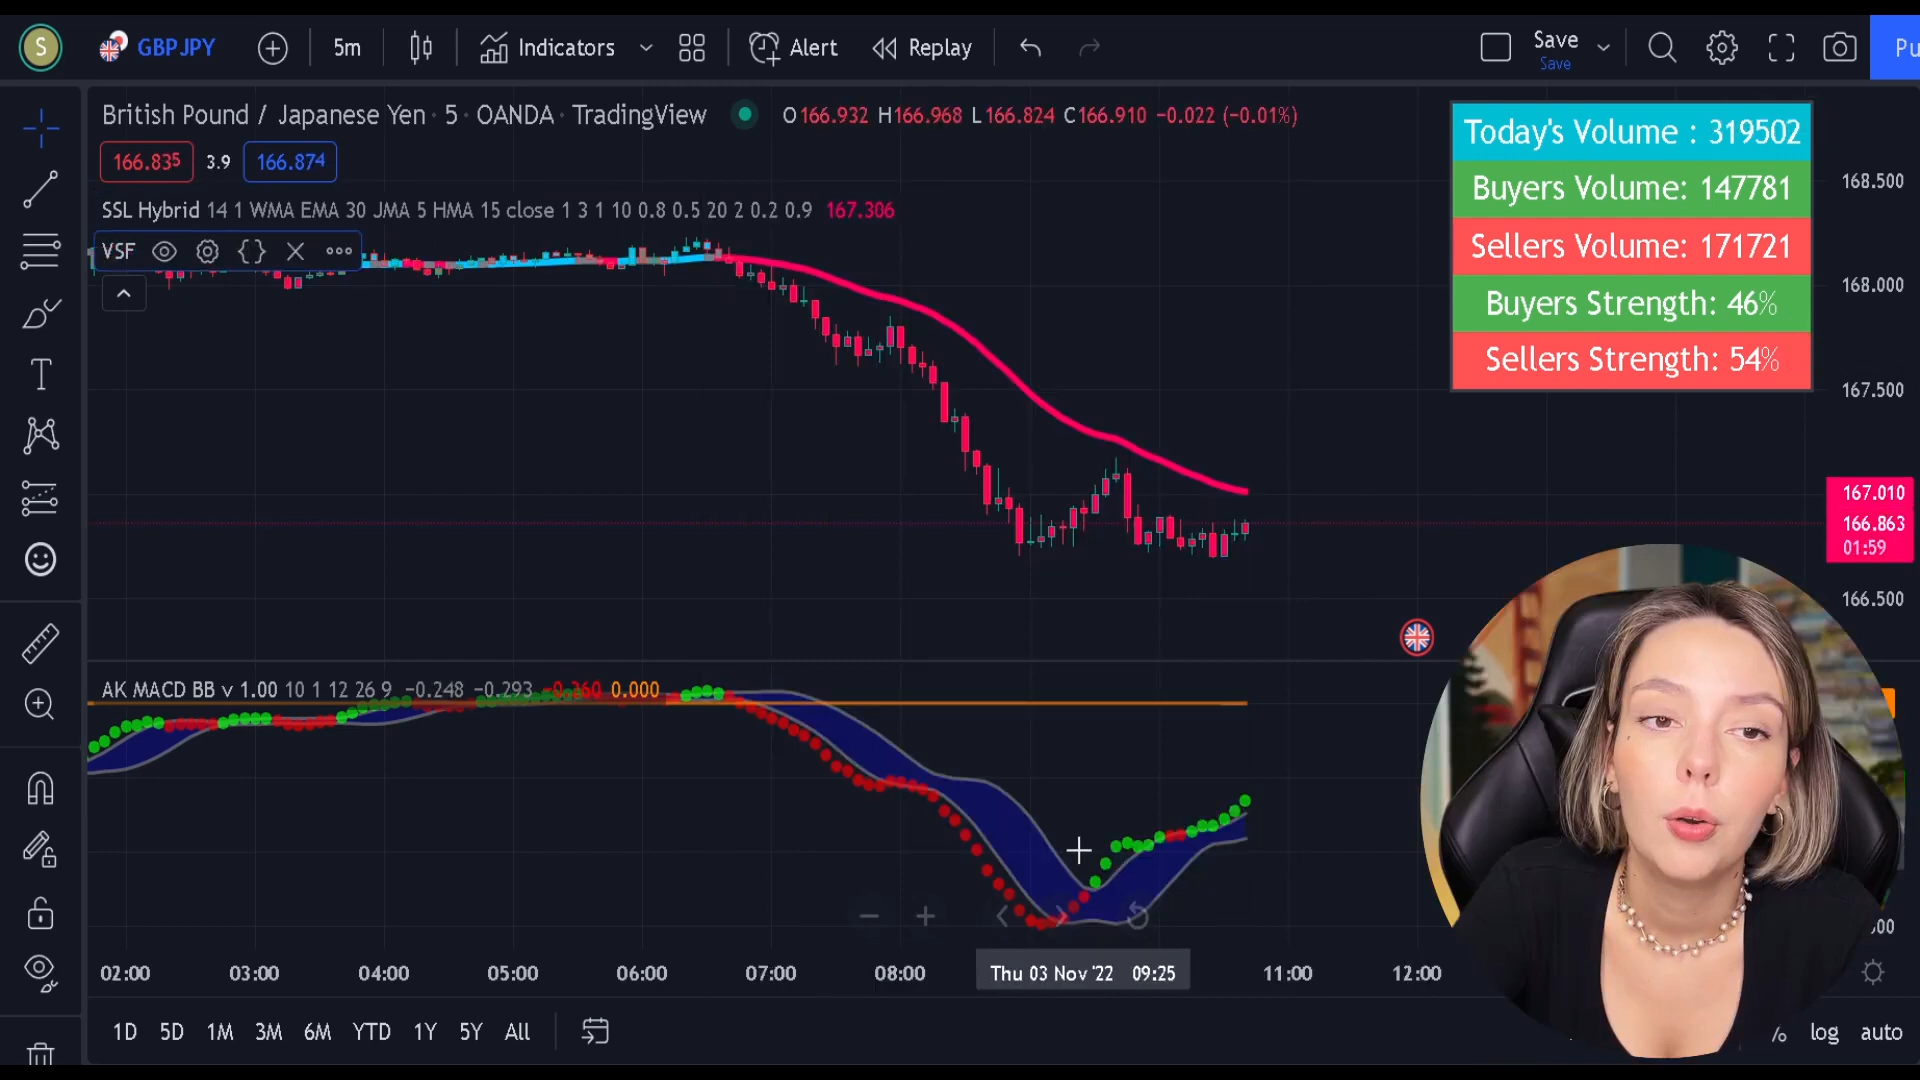 S GBPJPY 5m Indicators Alert Replay Save Pu
Save
British Pound / Japanese Yen · 5 · OANDA · TradingView O166.932 H166.968 L166.824 C166.910 −0.022 (−0.01%)
166.835 3.9 166.874
SSL Hybrid 14 1 WMA EMA 30 JMA 5 HMA 15 close 1 3 1 10 0.8 0.5 20 2 0.2 0.9 167.306
VSF
Today's Volume : 319502
Buyers Volume: 147781
Sellers Volume: 171721
Buyers Strength: 46%
Sellers Strength: 54%
168.500
168.000
167.500
167.010
166.863
01:59
166.500
AK MACD BB v 1.00 10 1 12 26 9 −0.248 −0.293 −0.360 0.000
02:00 03:00 04:00 05:00 06:00 07:00 08:00 Thu 03 Nov '22 09:25 11:00 12:00
1D 5D 1M 3M 6M YTD 1Y 5Y All log auto